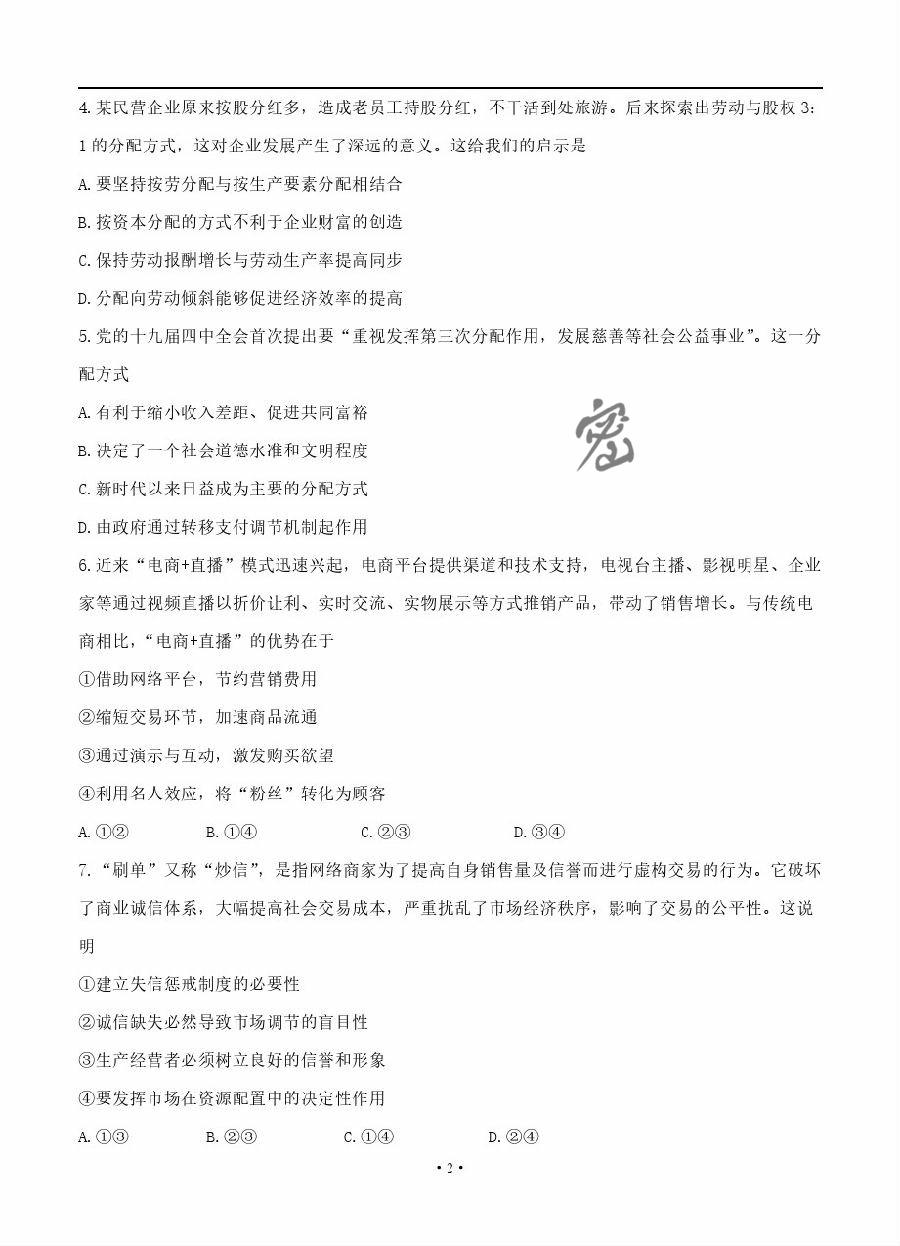 4. 某民营企业原来按股分红多，造成老员工持股分红，不干活到处旅游。后来探索出劳动与股权 3：
1 的分配方式，这对企业发展产生了深远的意义。这给我们的启示是
A. 要坚持按劳分配与按生产要素分配相结合
B. 按资本分配的方式不利于企业财富的创造
C. 保持劳动报酬增长与劳动生产率提高同步
D. 分配向劳动倾斜能够促进经济效率的提高
5. 党的十九届四中全会首次提出要“重视发挥第三次分配作用，发展慈善等社会公益事业”。这一分
配方式
A. 有利于缩小收入差距、促进共同富裕
B. 决定了一个社会道德水准和文明程度
C. 新时代以来日益成为主要的分配方式
D. 由政府通过转移支付调节机制起作用
密
6. 近来“电商+直播”模式迅速兴起，电商平台提供渠道和技术支持，电视台主播、影视明星、企业
家等通过视频直播以折价让利、实时交流、实物展示等方式推销产品，带动了销售增长。与传统电
商相比，“电商+直播”的优势在于
①借助网络平台，节约营销费用
②缩短交易环节，加速商品流通
③通过演示与互动，激发购买欲望
④利用名人效应，将“粉丝”转化为顾客
A. ①② B. ①④ C. ②③ D. ③④
7. “刷单”又称“炒信”，是指网络商家为了提高自身销售量及信誉而进行虚构交易的行为。它破坏
了商业诚信体系，大幅提高社会交易成本，严重扰乱了市场经济秩序，影响了交易的公平性。这说
明
①建立失信惩戒制度的必要性
②诚信缺失必然导致市场调节的盲目性
③生产经营者必须树立良好的信誉和形象
④要发挥市场在资源配置中的决定性作用
A. ①③ B. ②③ C. ①④ D. ②④
• 2 •